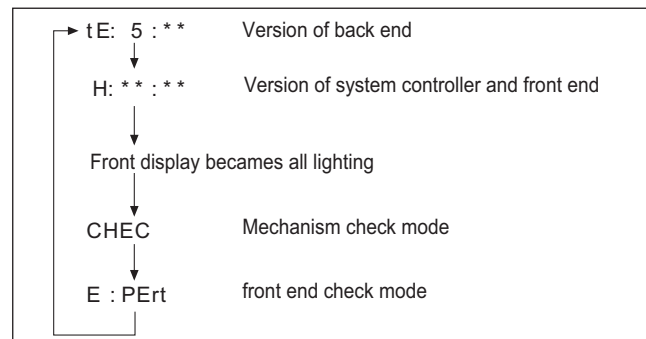 tE: 5 : * * Version of back end
H: * * : * * Version of system controller and front end
Front display becames all lighting
CHEC Mechanism check mode
E : PErt front end check mode